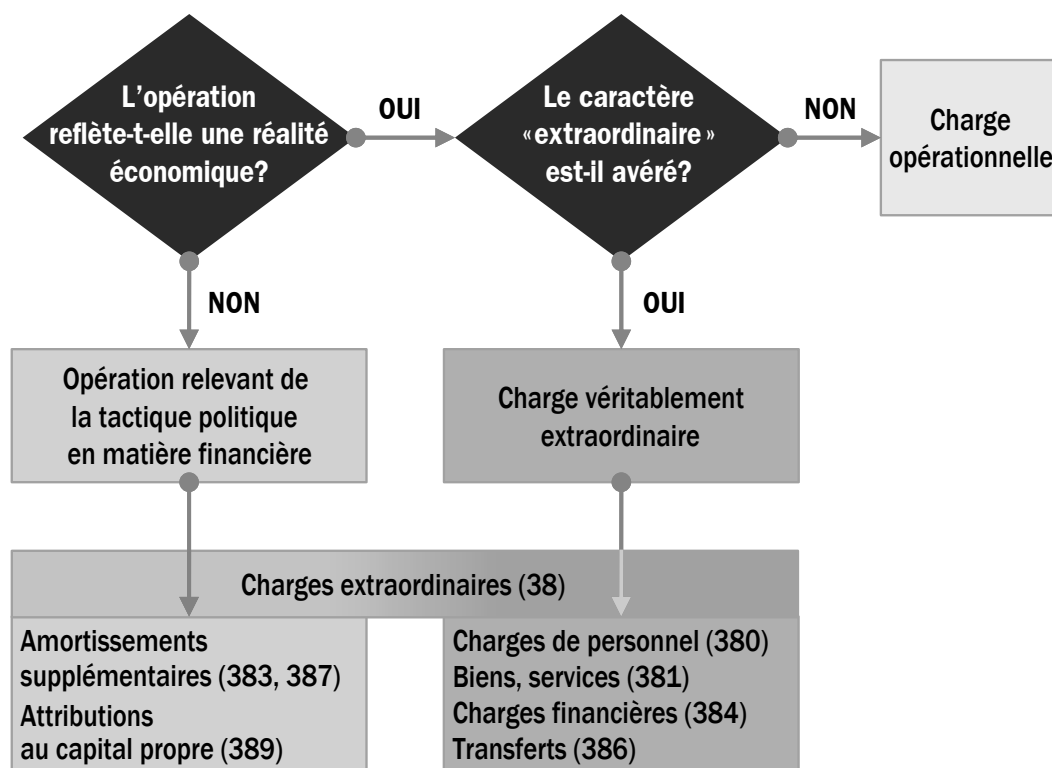 L'opération
reflète-t-elle une réalité
économique?
OUI
Le caractère
«extraordinaire»
est-il avéré?
NON
Charge
opérationnelle
NON
OUI
Opération relevant de
la tactique politique
en matière financière
Charge véritablement
extraordinaire
Charges extraordinaires (38)
Amortissements
supplémentaires (383, 387)
Attributions
au capital propre (389)
Charges de personnel (380)
Biens, services (381)
Charges financières (384)
Transferts (386)